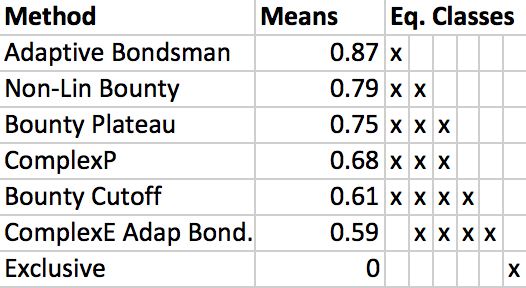 Method Means Eq. Classes
Adaptive Bondsman 0.87 x
Non-Lin Bounty 0.79 x x
Bounty Plateau 0.75 x x x
ComplexP 0.68 x x x
Bounty Cutoff 0.61 x x x x
ComplexE Adap Bond. 0.59 x x x x
Exclusive 0 x